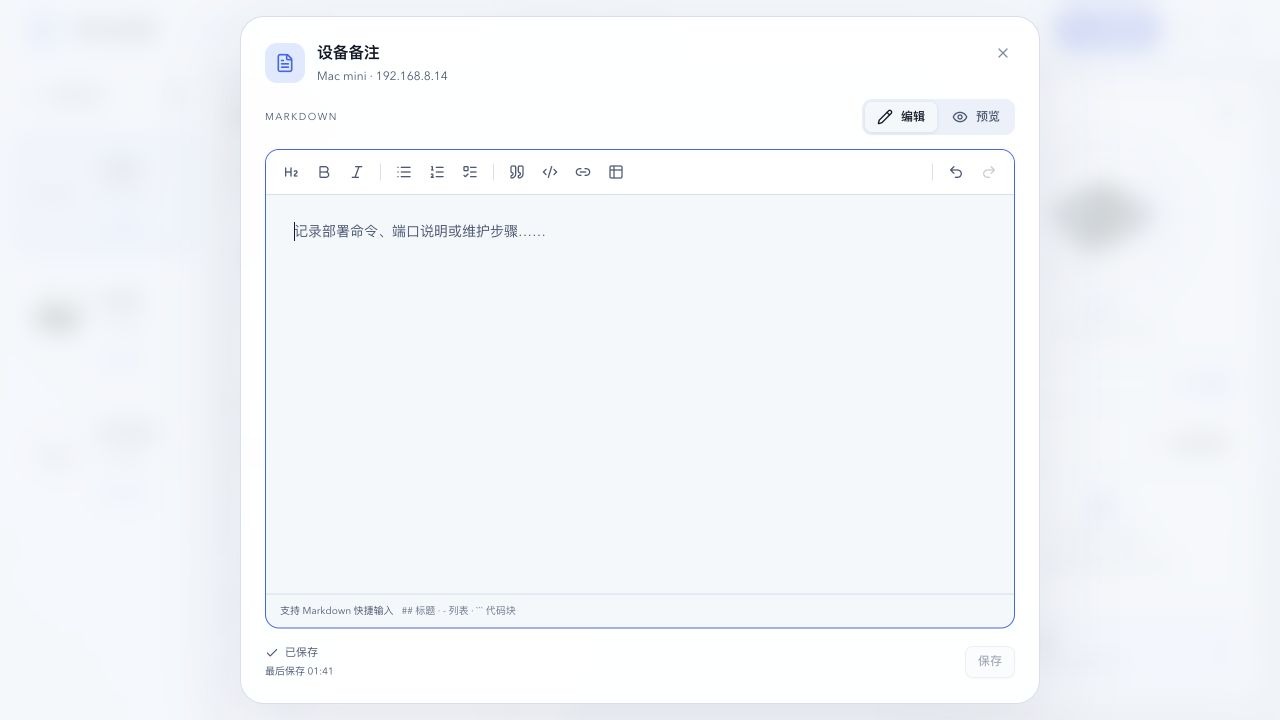 设备备注
Mac mini · 192.168.8.14
MARKDOWN
编辑
预览
H2
记录部署命令、端口说明或维护步骤……
支持 Markdown 快捷输入 ## 标题 · - 列表 · ``` 代码块
已保存
最后保存 01:41
保存